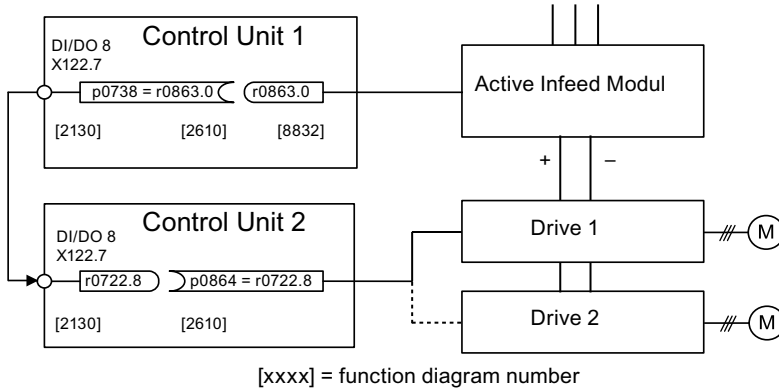 Control Unit 1
DI/DO 8
X122.7
p0738 = r0863.0
r0863.0
[2130]
[2610]
[8832]
Active Infeed Modul
+
–
Control Unit 2
DI/DO 8
X122.7
r0722.8
p0864 = r0722.8
[2130]
[2610]
Drive 1
M
Drive 2
M
[xxxx] = function diagram number